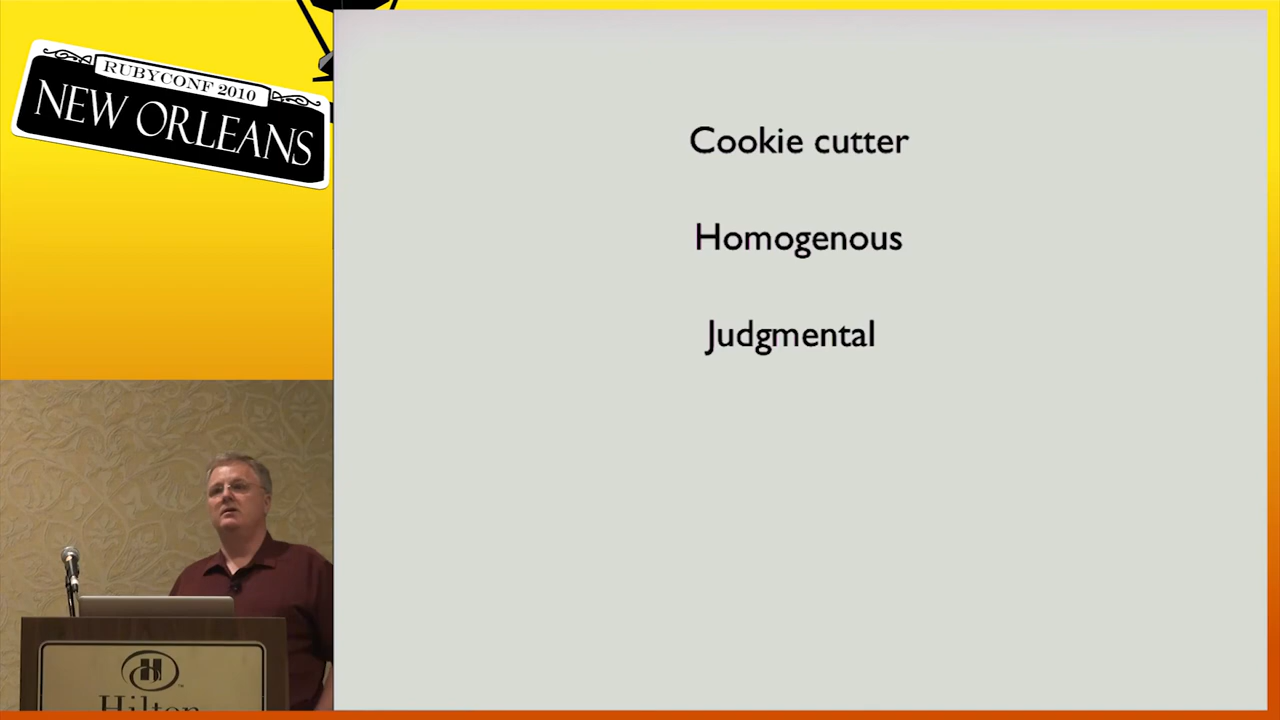 RUBYCONF 2010
NEW ORLEANS
Cookie cutter
Homogenous
Judgmental
Hilton